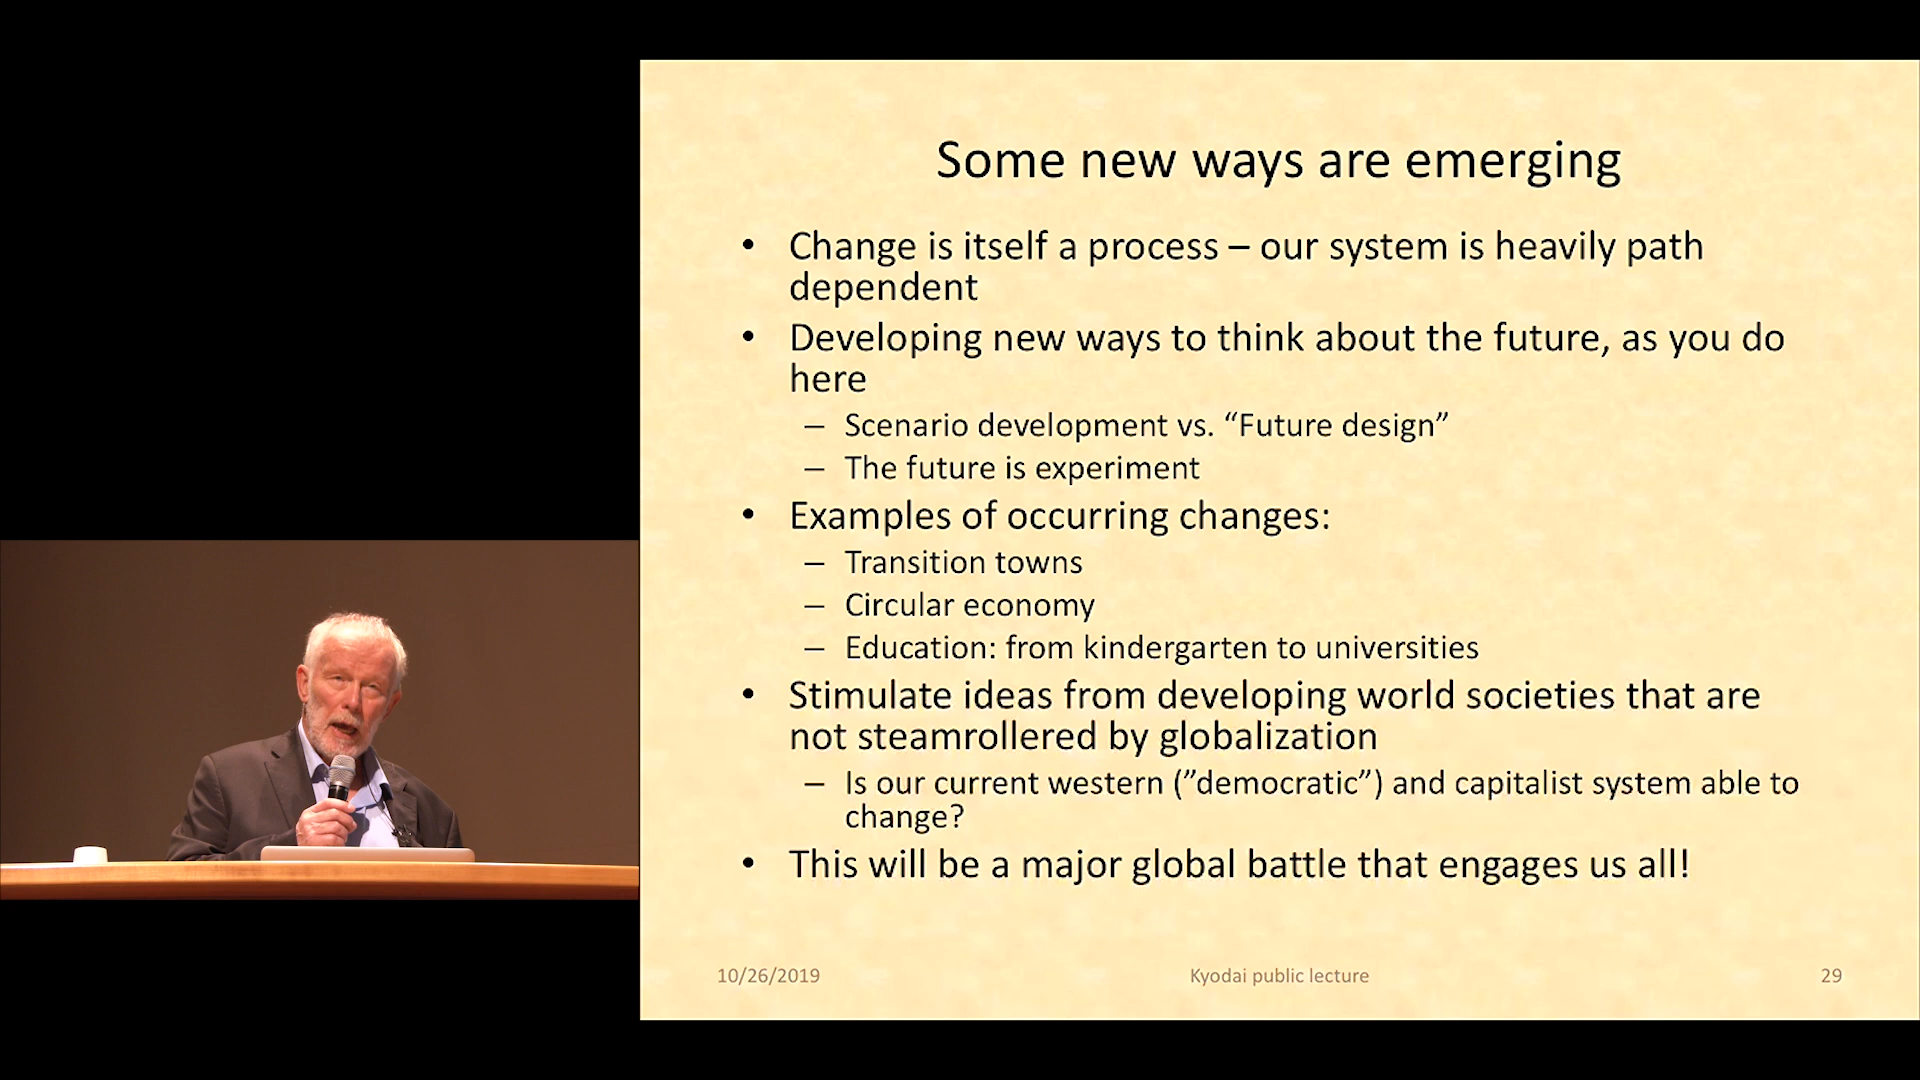 Some new ways are emerging
• Change is itself a process – our system is heavily path
dependent
• Developing new ways to think about the future, as you do
here
– Scenario development vs. “Future design”
– The future is experiment
• Examples of occurring changes:
– Transition towns
– Circular economy
– Education: from kindergarten to universities
• Stimulate ideas from developing world societies that are
not steamrollered by globalization
– Is our current western (”democratic”) and capitalist system able to
change?
• This will be a major global battle that engages us all!
10/26/2019
Kyodai public lecture
29